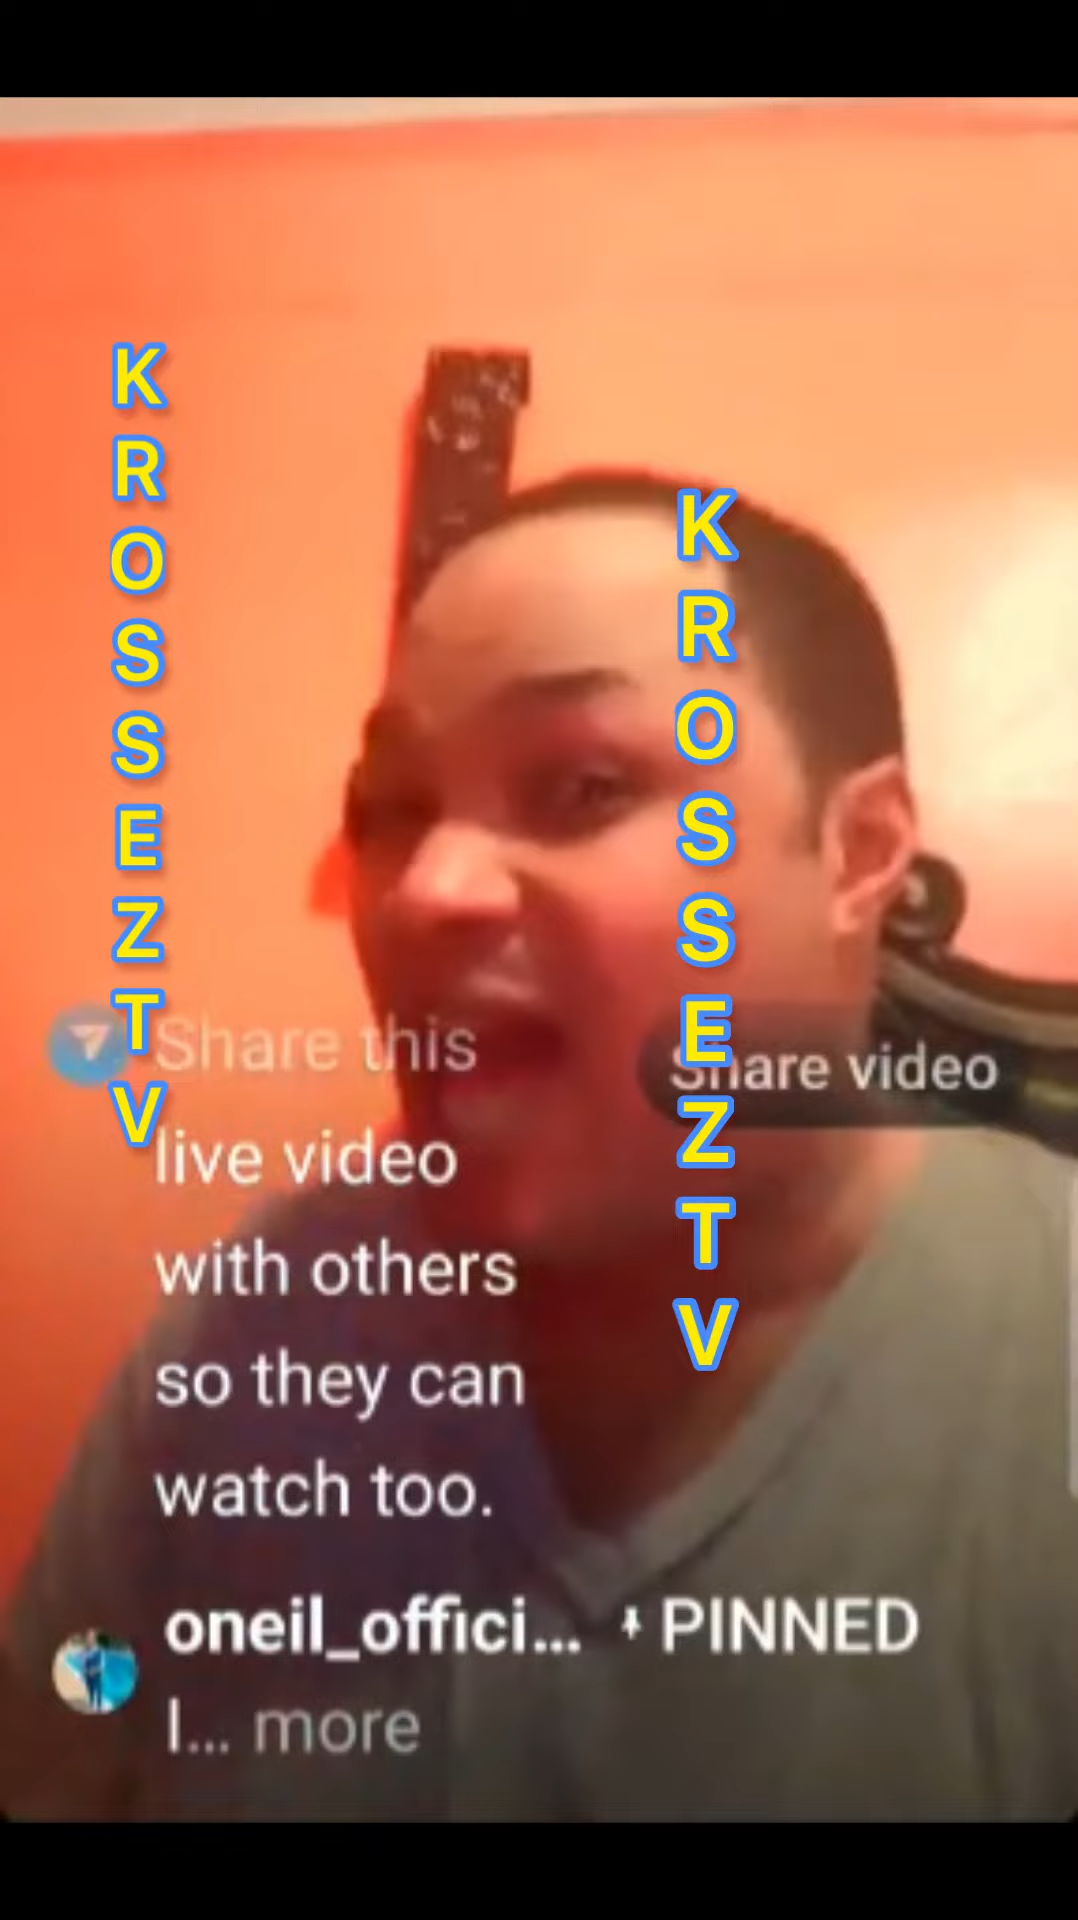 KROSSEZTV
KROSSEZTV
Share this
live video
with others
so they can
watch too.
Share video
oneil_offici... PINNED
I... more